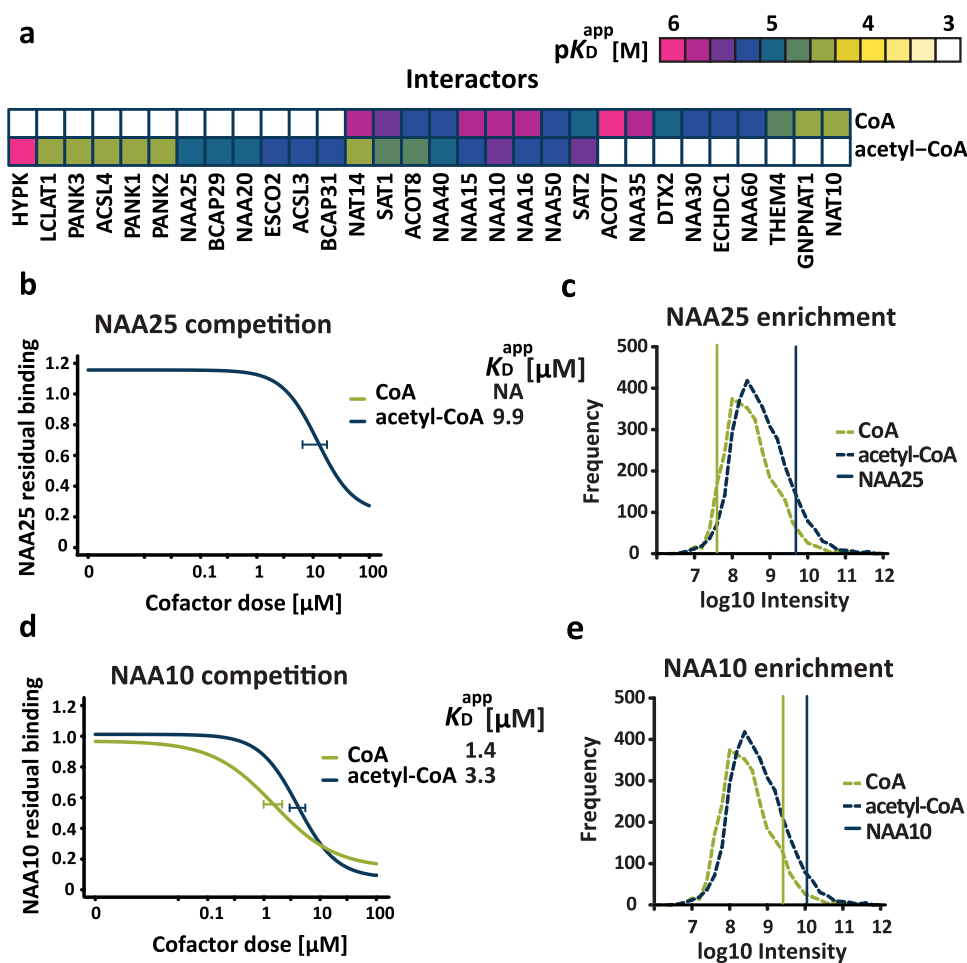 a
6 5 4 3
pKD app [M]
Interactors
CoA
acetyl–CoA
HYPK LCLAT1 PANK3 ACSL4 PANK1 PANK2 NAA25 BCAP29 NAA20 ESCO2 ACSL3 BCAP31 NAT14 SAT1 ACOT8 NAA40 NAA15 NAA10 NAA16 NAA50 SAT2 ACOT7 NAA35 DTX2 NAA30 ECHDC1 NAA60 THEM4 GNPNAT1 NAT10
b
NAA25 competition
NAA25 residual binding
1.2
1.0
0.8
0.6
0.4
0.2
0
0 0.1 1 10 100
Cofactor dose [µM]
KD app [µM]
CoA NA
acetyl-CoA 9.9
c
NAA25 enrichment
Frequency
500
400
300
200
100
0
7 8 9 10 11 12
log10 Intensity
CoA
acetyl-CoA
NAA25
d
NAA10 competition
NAA10 residual binding
1.2
1.0
0.8
0.6
0.4
0.2
0
0 0.1 1 10 100
Cofactor dose [µM]
KD app [µM]
CoA 1.4
acetyl-CoA 3.3
e
NAA10 enrichment
Frequency
500
400
300
200
100
0
7 8 9 10 11 12
log10 Intensity
CoA
acetyl-CoA
NAA10